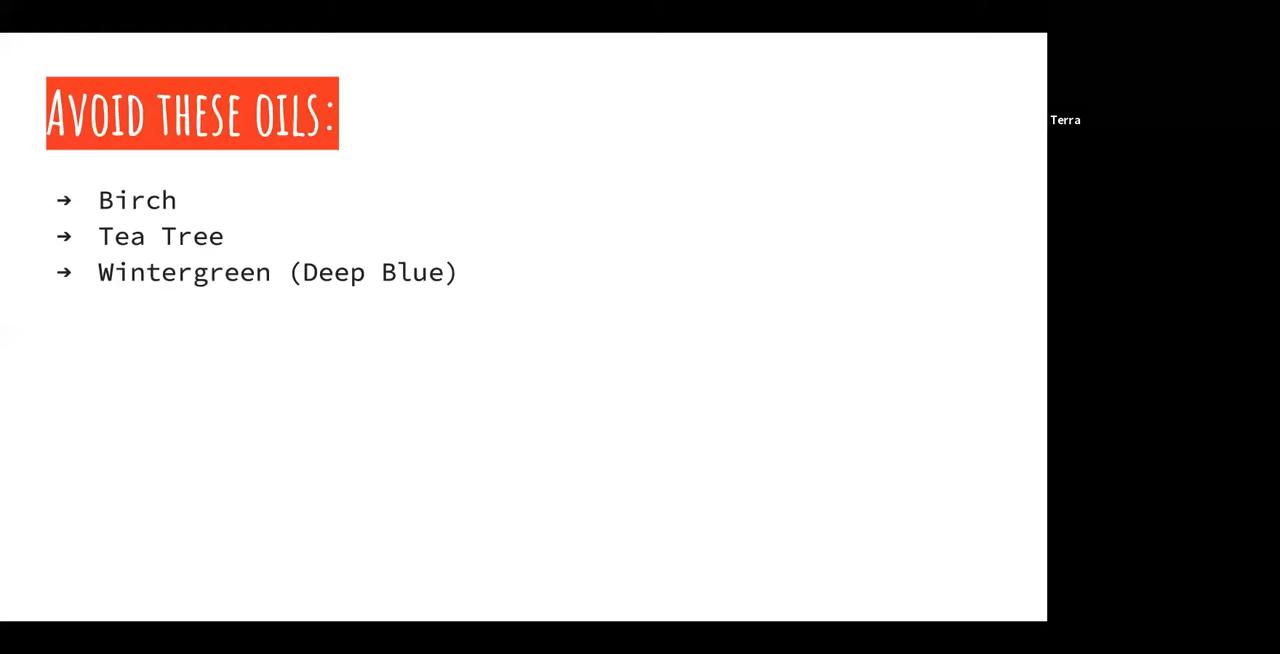 AVOID THESE OILS:
➔ Birch
➔ Tea Tree
➔ Wintergreen (Deep Blue)
Terra